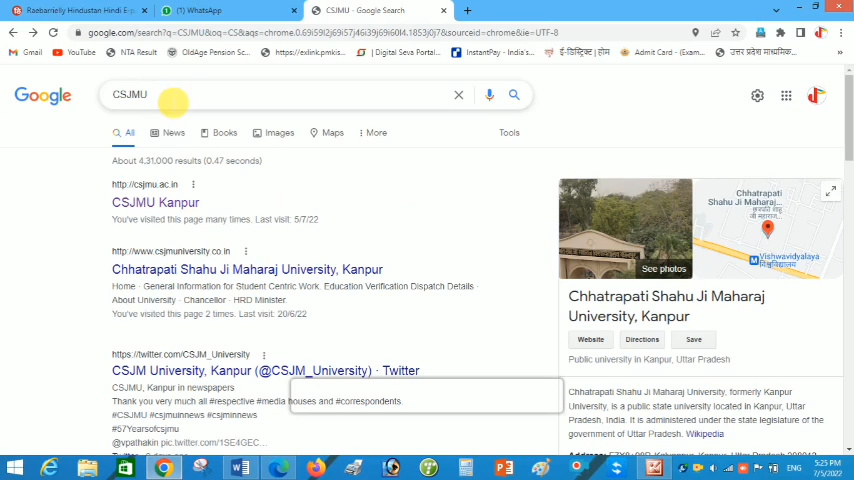 Raebarrielly Hindustan Hindi E-p
(1) WhatsApp
CSJMU - Google Search
google.com/search?q=CSJMU&oq=CS&aqs=chrome.0.69i59l2j69i57j46i39j69i60l4.1853j0j7&sourceid=chrome&ie=UTF-8
Gmail
YouTube
NTA Result
OldAge Pension Sc...
https://exlink.pmkiss...
Digital Seva Portal...
InstantPay - India's...
ई-डिस्ट्रिक्ट | होम
Admit Card - (Exam...
उत्तर प्रदेश माध्यमिक...
Google
CSJMU
All
News
Books
Images
Maps
More
Tools
About 4,31,000 results (0.47 seconds)
http://csjmu.ac.in
CSJMU Kanpur
You've visited this page many times. Last visit: 5/7/22
http://www.csjmuniversity.co.in
Chhatrapati Shahu Ji Maharaj University, Kanpur
Home · General Information for Student Centric Work. Education Verification Dispatch Details ·
About University · Chancellor · HRD Minister.
You've visited this page 2 times. Last visit: 20/6/22
https://twitter.com/CSJM_University
CSJM University, Kanpur (@CSJM_University) · Twitter
CSJMU, Kanpur in newspapers
Thank you very much all #respective #media houses and #correspondents.
#CSJMU #csjmuinnews #csjminnews
#57Yearsofcsjmu
@vpathakin pic.twitter.com/1SE4GEC...
See photos
Chhatrapati
Shahu Ji Maharaj...
Vishwavidyalaya
Chhatrapati Shahu Ji Maharaj
University, Kanpur
Website
Directions
Save
Public university in Kanpur, Uttar Pradesh
Chhatrapati Shahu Ji Maharaj University, formerly Kanpur
University, is a public state university located in Kanpur, Uttar
Pradesh, India. It is administered under the state legislature of the
government of Uttar Pradesh. Wikipedia
ENG
5:25 PM
7/5/2022